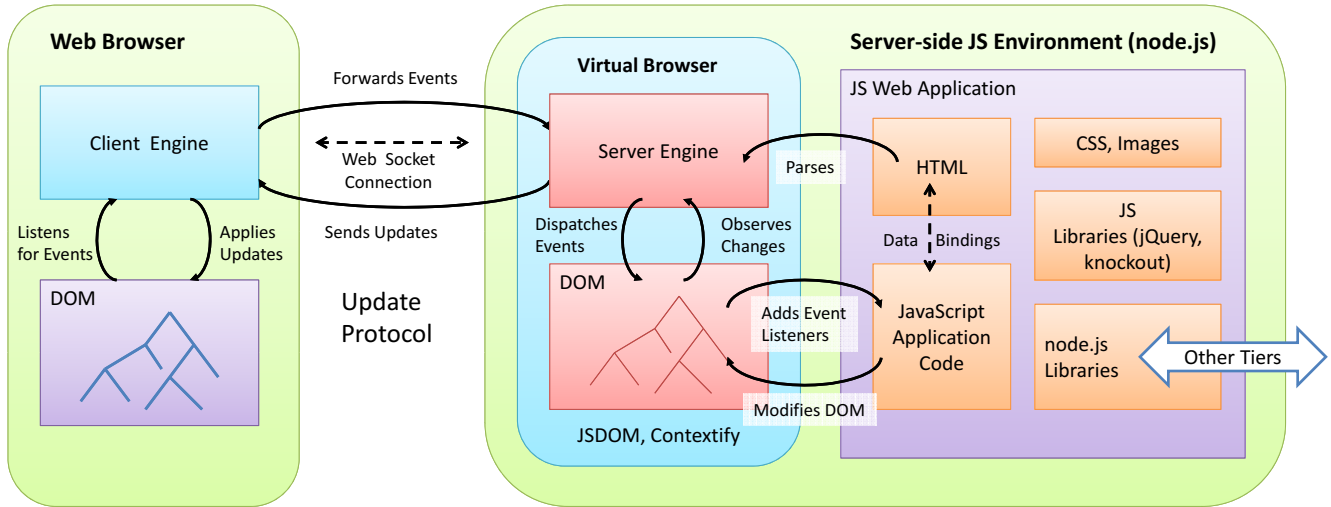 Web Browser
Client Engine
Listens
for Events
Applies
Updates
DOM
Forwards Events
Web Socket
Connection
Sends Updates
Update
Protocol
Server-side JS Environment (node.js)
Virtual Browser
Server Engine
Dispatches
Events
Observes
Changes
DOM
JSDOM, Contextify
Parses
Adds Event
Listeners
Modifies DOM
JS Web Application
HTML
Data Bindings
JavaScript
Application
Code
CSS, Images
JS
Libraries (jQuery,
knockout)
node.js
Libraries
Other Tiers